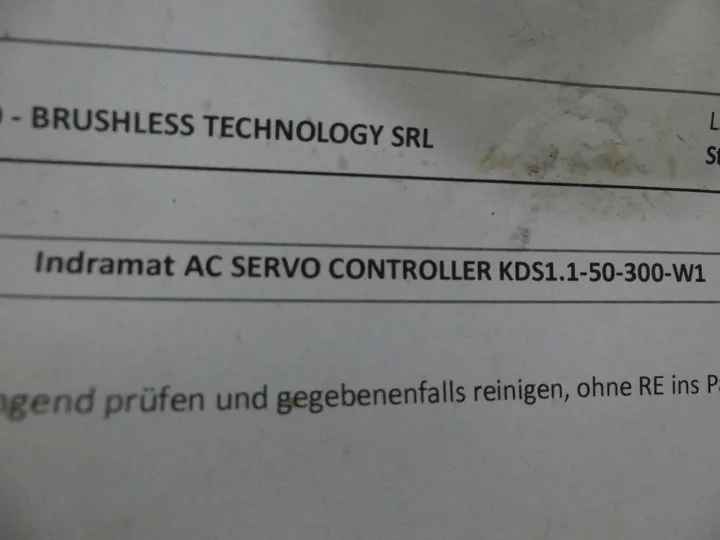 - BRUSHLESS TECHNOLOGY SRL
Indramat AC SERVO CONTROLLER KDS1.1-50-300-W1
prüfen und gegebenenfalls reinigen, ohne RE ins